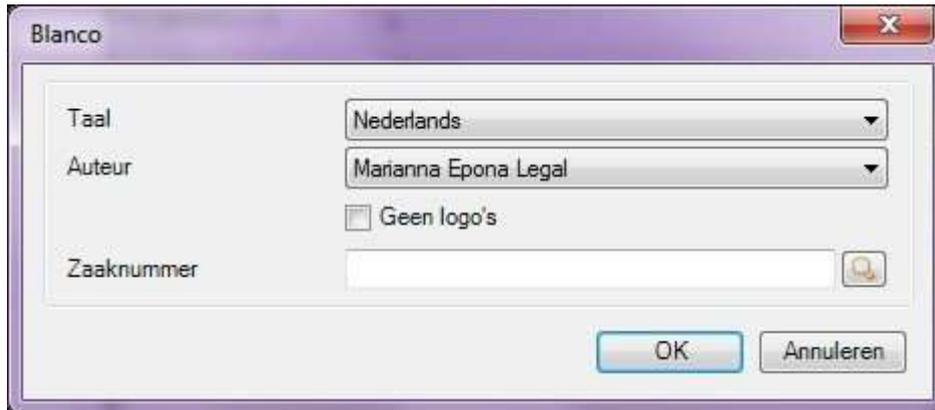 Blanco
Taal Nederlands
Auteur Marianna Epona Legal
Geen logo's
Zaaknummer
OK Annuleren